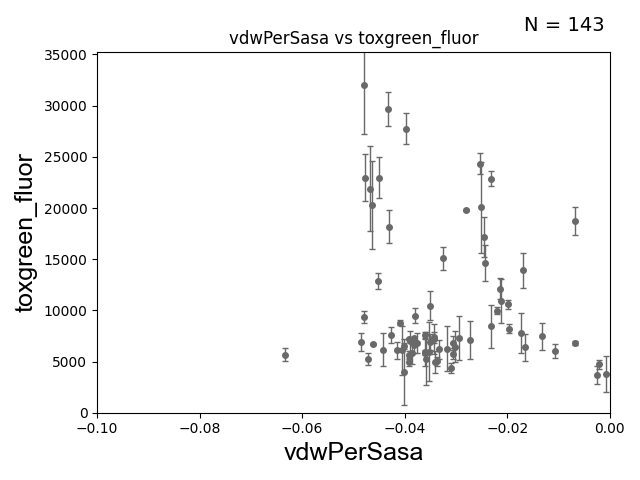 N = 143
vdwPerSasa vs toxgreen_fluor
35000
30000
25000
20000
15000
10000
5000
0
toxgreen_fluor
−0.10 −0.08 −0.06 −0.04 −0.02 0.00
vdwPerSasa